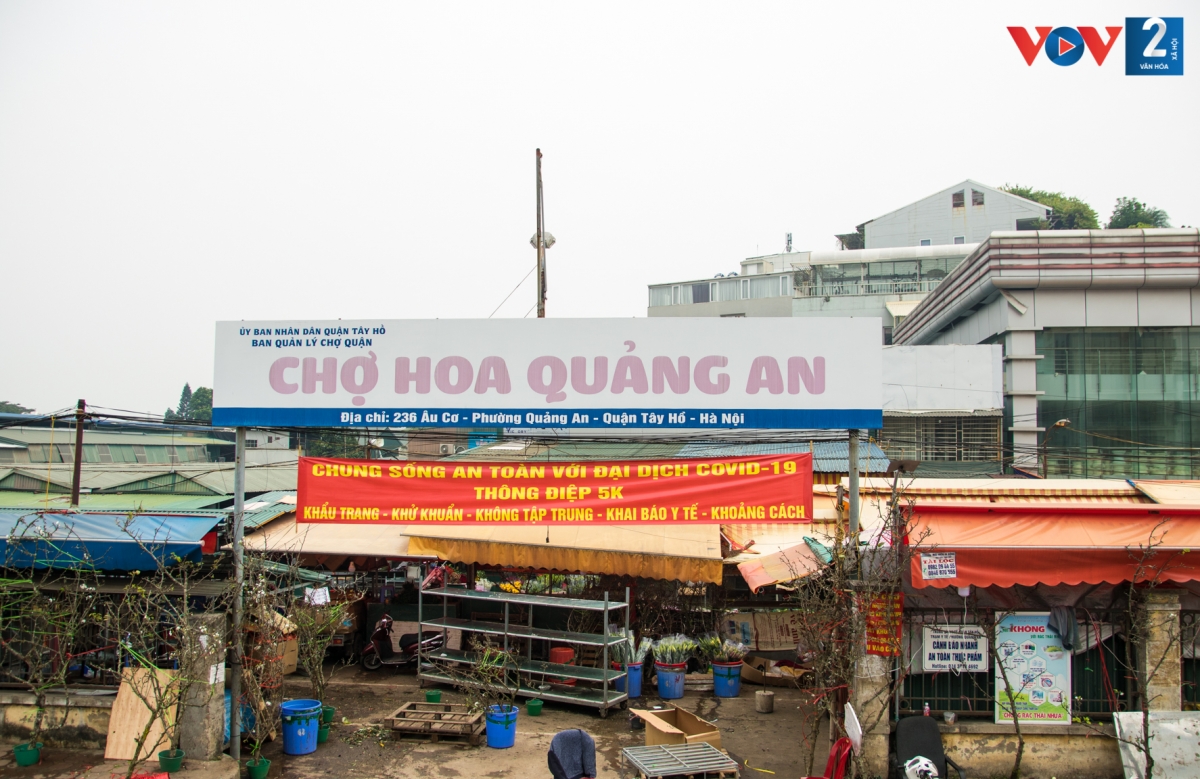 VOV 2
VĂN HÓA
XÃ HỘI
ỦY BAN NHÂN DÂN QUẬN TÂY HỒ
BAN QUẢN LÝ CHỢ QUẬN
CHỢ HOA QUẢNG AN
Địa chỉ: 236 Âu Cơ - Phường Quảng An - Quận Tây Hồ - Hà Nội
CHUNG SỐNG AN TOÀN VỚI ĐẠI DỊCH COVID-19
THÔNG ĐIỆP 5K
KHẨU TRANG - KHỬ KHUẨN - KHÔNG TẬP TRUNG - KHAI BÁO Y TẾ - KHOẢNG CÁCH
CẢNH BÁO NHANH
AN TOÀN THỰC PHẨM
KHÔNG